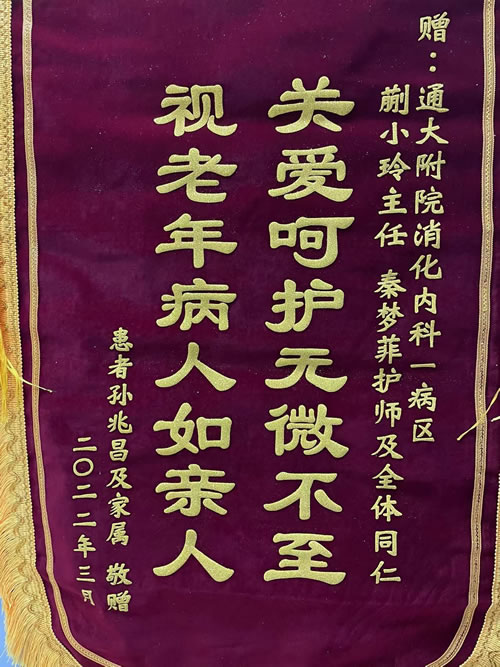 赠：通大附院消化内科一病区
蒯小玲主任 秦梦菲护师及全体同仁
关爱呵护无微不至
视老年病人如亲人
患者孙兆昌及家属 敬赠
二〇二二年三月